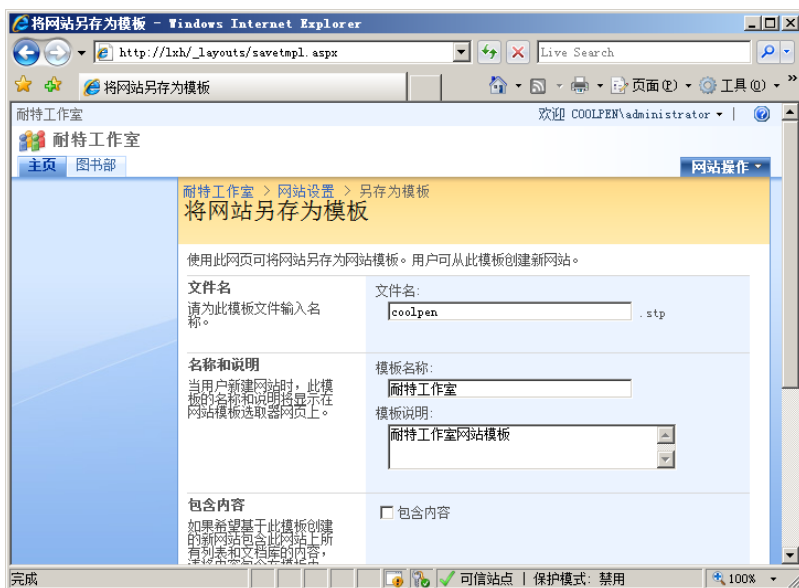 将网站另存为模板 - Windows Internet Explorer
http://lxh/_layouts/savetmpl.aspx
Live Search
将网站另存为模板
页面(P)
工具(O)
»
耐特工作室
欢迎 COOLPEN\administrator
耐特工作室
主页
图书部
网站操作
耐特工作室 > 网站设置 > 另存为模板
将网站另存为模板
使用此网页可将网站另存为网站模板。用户可从此模板创建新网站。
文件名
请为此模板文件输入名
称。
文件名:
coolpen
.stp
名称和说明
当用户新建网站时，此模
板的名称和说明将显示在
网站模板选取器网页上。
模板名称:
耐特工作室
模板说明:
耐特工作室网站模板
包含内容
如果希望基于此模板创建
的新网站包含此网站上所
有列表和文档库的内容，
请将内容包含在模板中
包含内容
完成
可信站点 | 保护模式: 禁用
100%